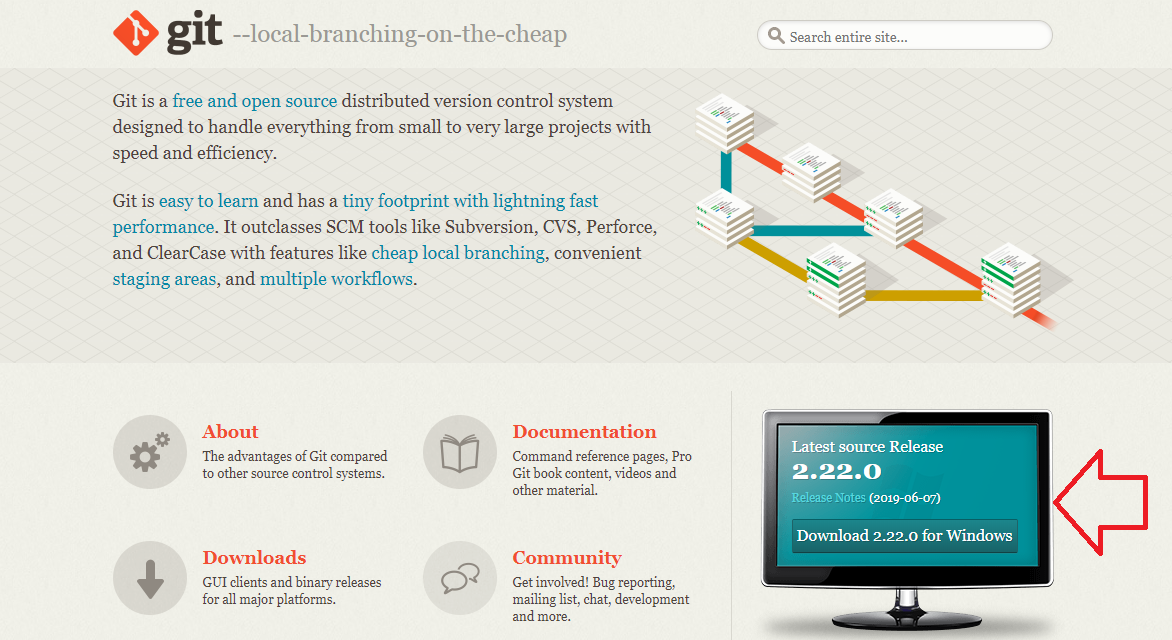 git --local-branching-on-the-cheap
Search entire site...
Git is a free and open source distributed version control system
designed to handle everything from small to very large projects with
speed and efficiency.
Git is easy to learn and has a tiny footprint with lightning fast
performance. It outclasses SCM tools like Subversion, CVS, Perforce,
and ClearCase with features like cheap local branching, convenient
staging areas, and multiple workflows.
About
The advantages of Git compared
to other source control systems.
Documentation
Command reference pages, Pro
Git book content, videos and
other material.
Downloads
GUI clients and binary releases
for all major platforms.
Community
Get involved! Bug reporting,
mailing list, chat, development
and more.
Latest source Release
2.22.0
Release Notes (2019-06-07)
Download 2.22.0 for Windows